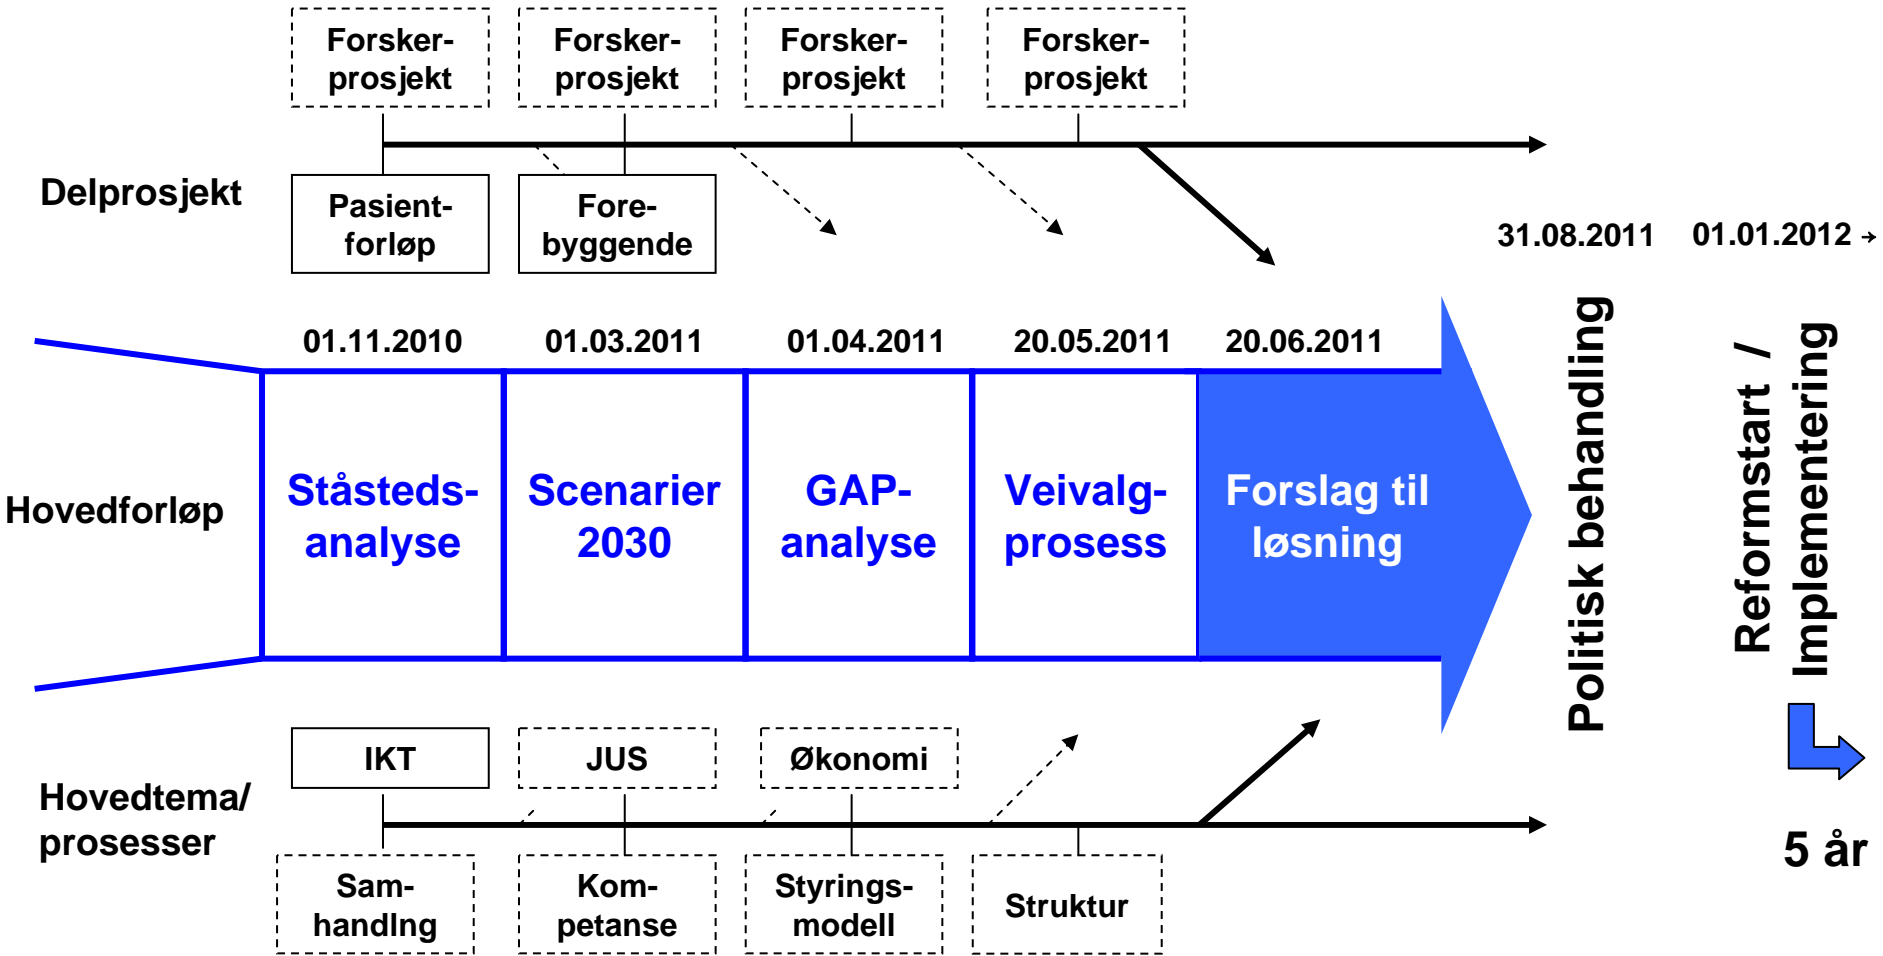 Forsker-
prosjekt
Forsker-
prosjekt
Forsker-
prosjekt
Forsker-
prosjekt
Delprosjekt
Pasient-
forløp
Fore-
byggende
31.08.2011
01.01.2012
01.11.2010
01.03.2011
01.04.2011
20.05.2011
20.06.2011
Hovedforløp
Ståsteds-
analyse
Scenarier
2030
GAP-
analyse
Veivalg-
prosess
Forslag til
løsning
Politisk behandling
Reformstart /
Implementering
IKT
JUS
Økonomi
Hovedtema/
prosesser
Sam-
handlng
Kom-
petanse
Styrings-
modell
Struktur
5 år